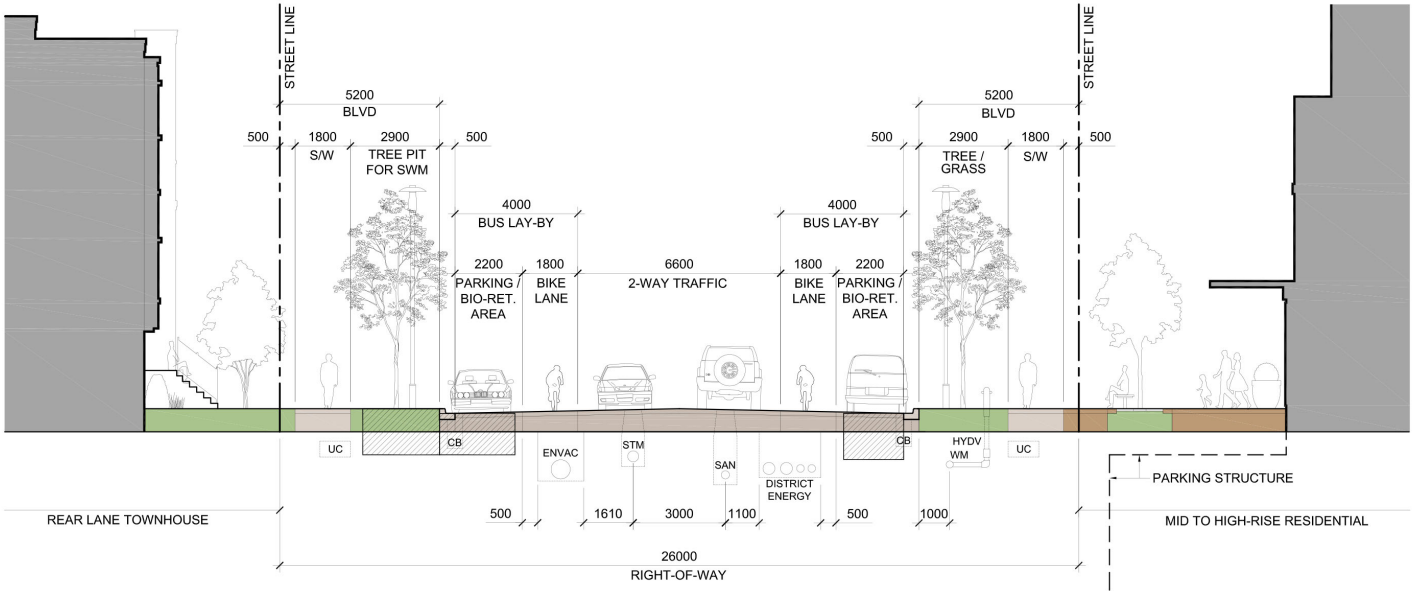 STREET LINE
STREET LINE
5200
BLVD
5200
BLVD
500
1800
S/W
2900
TREE PIT
FOR SWM
500
500
2900
TREE /
GRASS
1800
S/W
500
4000
BUS LAY-BY
4000
BUS LAY-BY
2200
PARKING /
BIO-RET.
AREA
1800
BIKE
LANE
6600
2-WAY TRAFFIC
1800
BIKE
LANE
2200
PARKING /
BIO-RET.
AREA
UC
CB
ENVAC
STM
SAN
DISTRICT
ENERGY
CB
HYDV
WM
UC
PARKING STRUCTURE
REAR LANE TOWNHOUSE
500
1610
3000
1100
500
1000
MID TO HIGH-RISE RESIDENTIAL
26000
RIGHT-OF-WAY